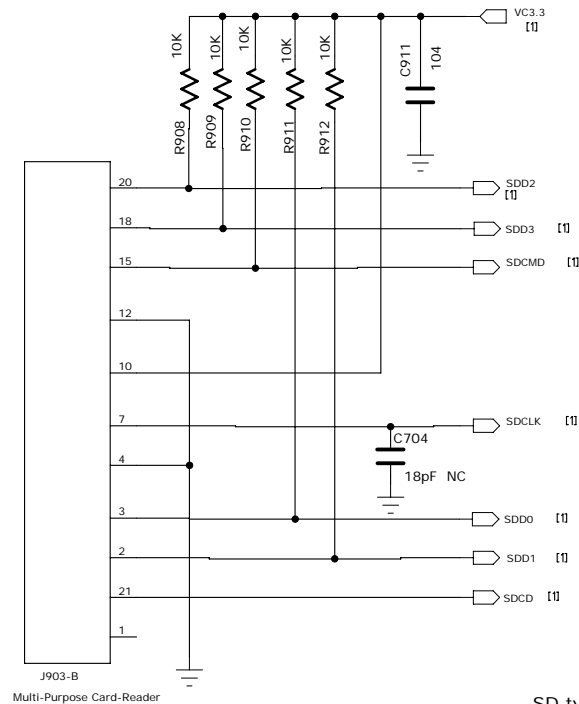 VC3.3
[1]
10K
10K
10K
10K
10K
C911
104
R908
R909
R910
R911
R912
20
SDD2
[1]
18
SDD3 [1]
15
SDCMD [1]
12
10
7
SDCLK [1]
C704
18pF NC
4
3
SDD0 [1]
2
SDD1 [1]
21
SDCD [1]
1
J903-B
Multi-Purpose Card-Reader